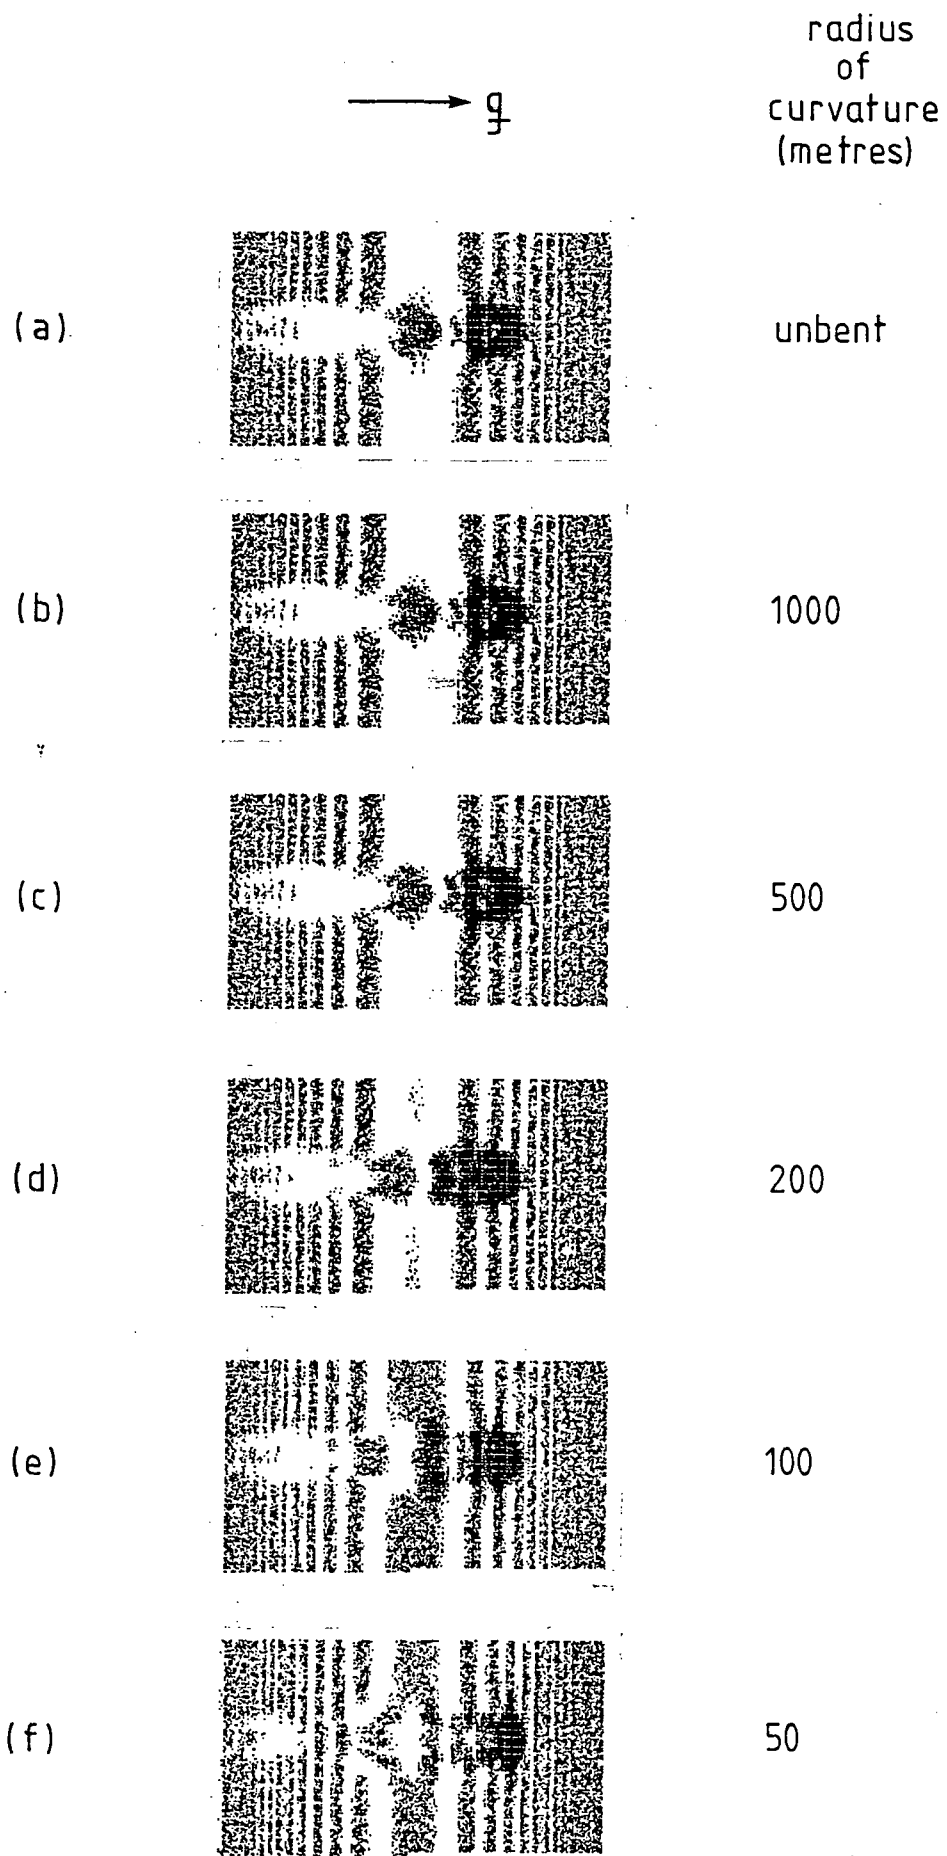 radius
of
curvature
(metres)
g
(a) unbent
(b) 1000
(c) 500
(d) 200
(e) 100
(f) 50